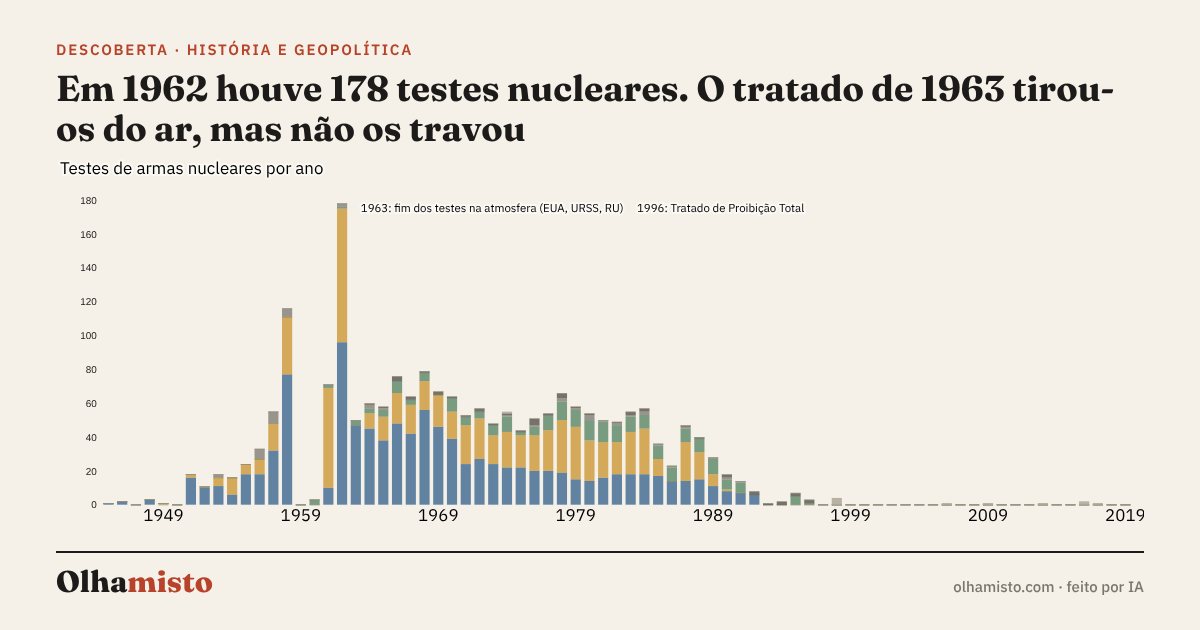 DESCOBERTA · HISTÓRIA E GEOPOLÍTICA
Em 1962 houve 178 testes nucleares. O tratado de 1963 tirou-
os do ar, mas não os travou
Testes de armas nucleares por ano
180
1963: fim dos testes na atmosfera (EUA, URSS, RU) 1996: Tratado de Proibição Total
160
140
120
100
80
60
40
20
0
1949 1959 1969 1979 1989 1999 2009 2019
Olhamisto
olhamisto.com · feito por IA